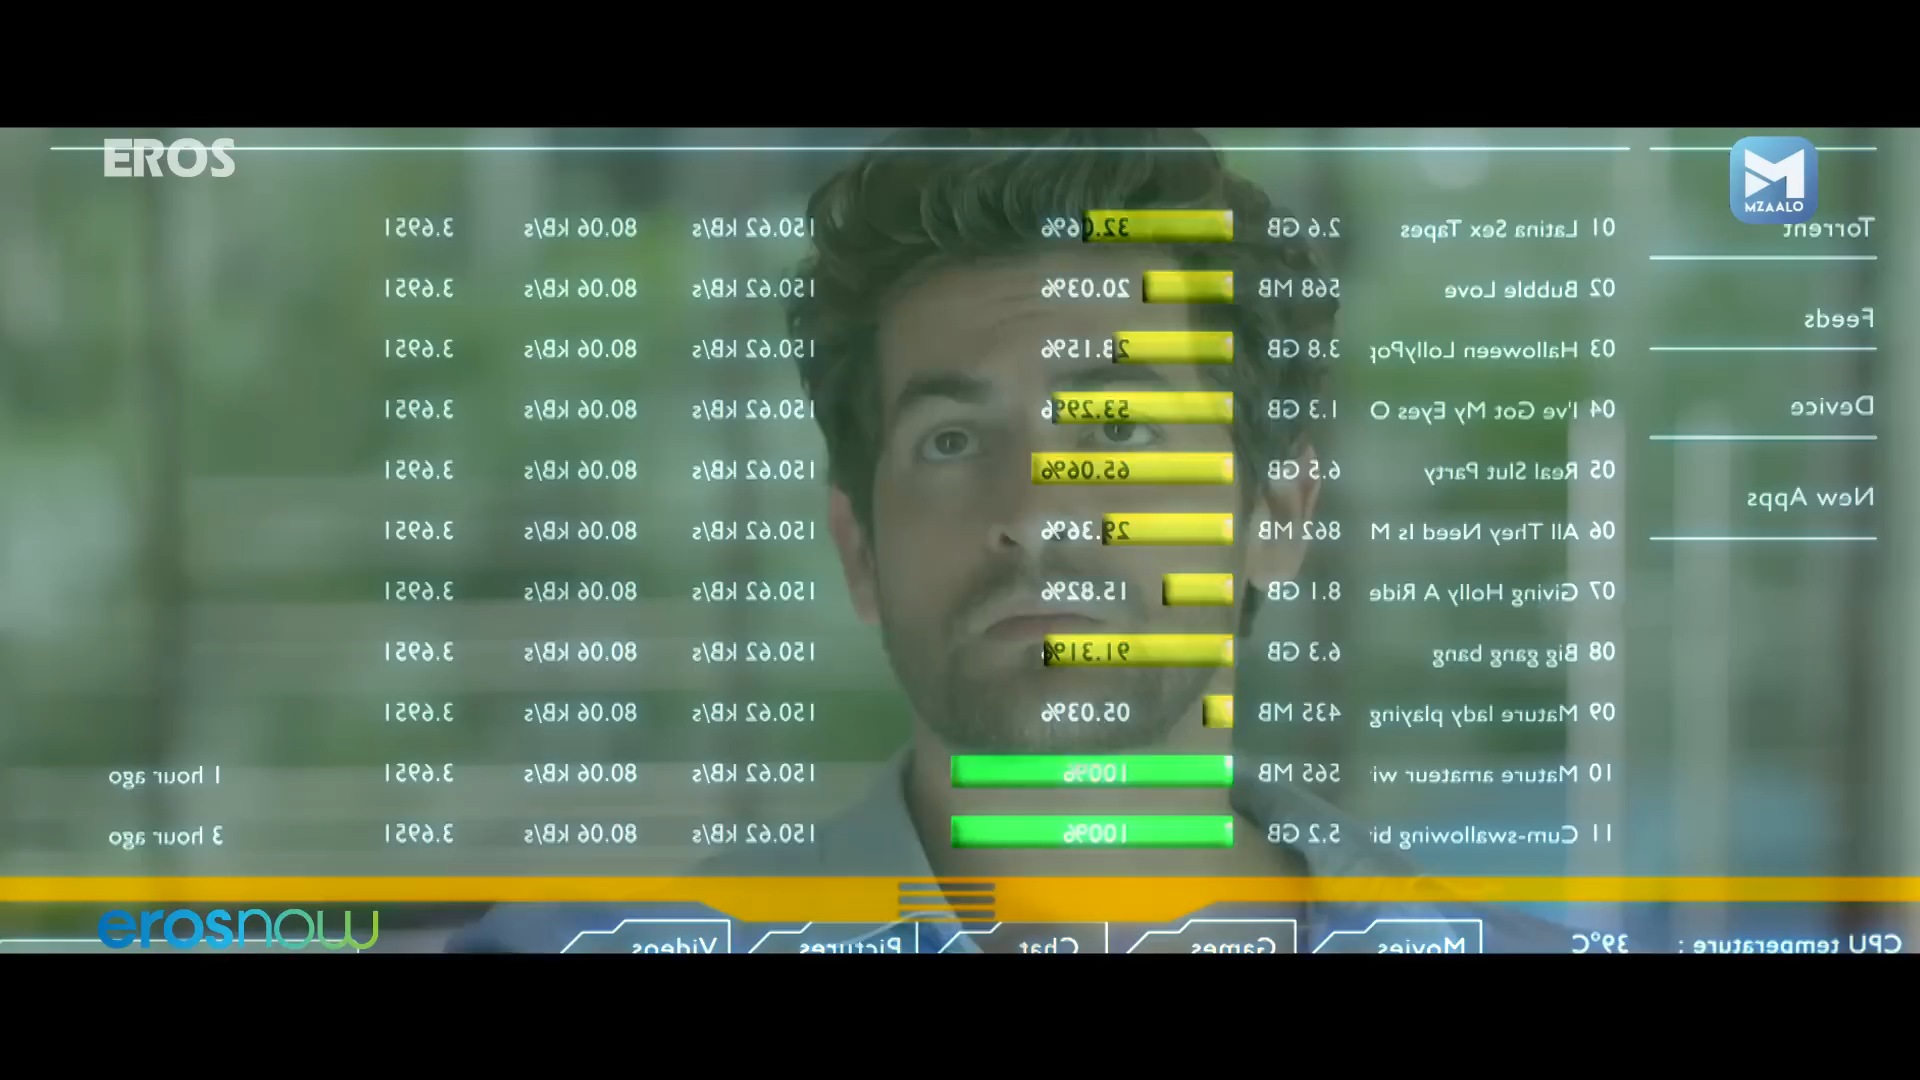 EROS
MZAALO
Torrent
Feeds
Device
New Apps
01 Latina Sex Tapes 2.6 GB 32.06% 150.62 kB/s 80.06 kB/s 3.6951
02 Bubble Love 568 MB 20.03% 150.62 kB/s 80.06 kB/s 3.6951
03 Halloween LollyPop 3.8 GB 23.15% 150.62 kB/s 80.06 kB/s 3.6951
04 I've Got My Eyes O 1.3 GB 53.29% 150.62 kB/s 80.06 kB/s 3.6951
05 Real Slut Party 6.5 GB 65.06% 150.62 kB/s 80.06 kB/s 3.6951
06 All They Need Is M 862 MB 29.36% 150.62 kB/s 80.06 kB/s 3.6951
07 Giving Holly A Ride 8.1 GB 15.82% 150.62 kB/s 80.06 kB/s 3.6951
08 Big gang bang 6.3 GB 91.31% 150.62 kB/s 80.06 kB/s 3.6951
09 Mature lady playing 435 MB 05.03% 150.62 kB/s 80.06 kB/s 3.6951
10 Mature amateur wi 565 MB 100% 150.62 kB/s 80.06 kB/s 3.6951 1 hour ago
11 Cum-swallowing bi 5.2 GB 100% 150.62 kB/s 80.06 kB/s 3.6951 3 hour ago
erosnow
CPU temperature : 39°C Movies Games Chat Pictures Videos